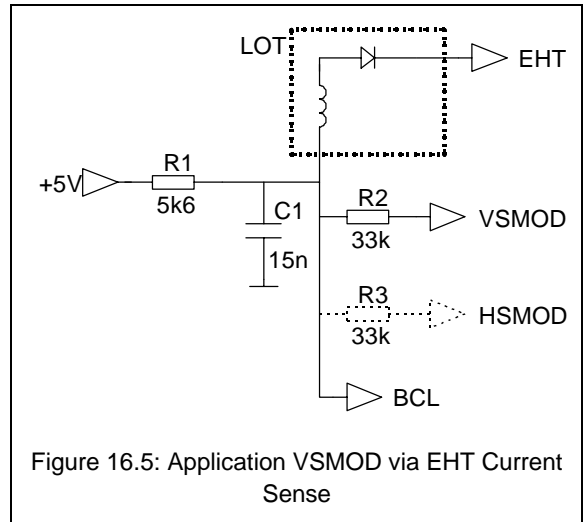 LOT
EHT
R1
+5V
5k6
C1
15n
R2
33k
VSMOD
R3
33k
HSMOD
BCL
Figure 16.5: Application VSMOD via EHT Current
Sense